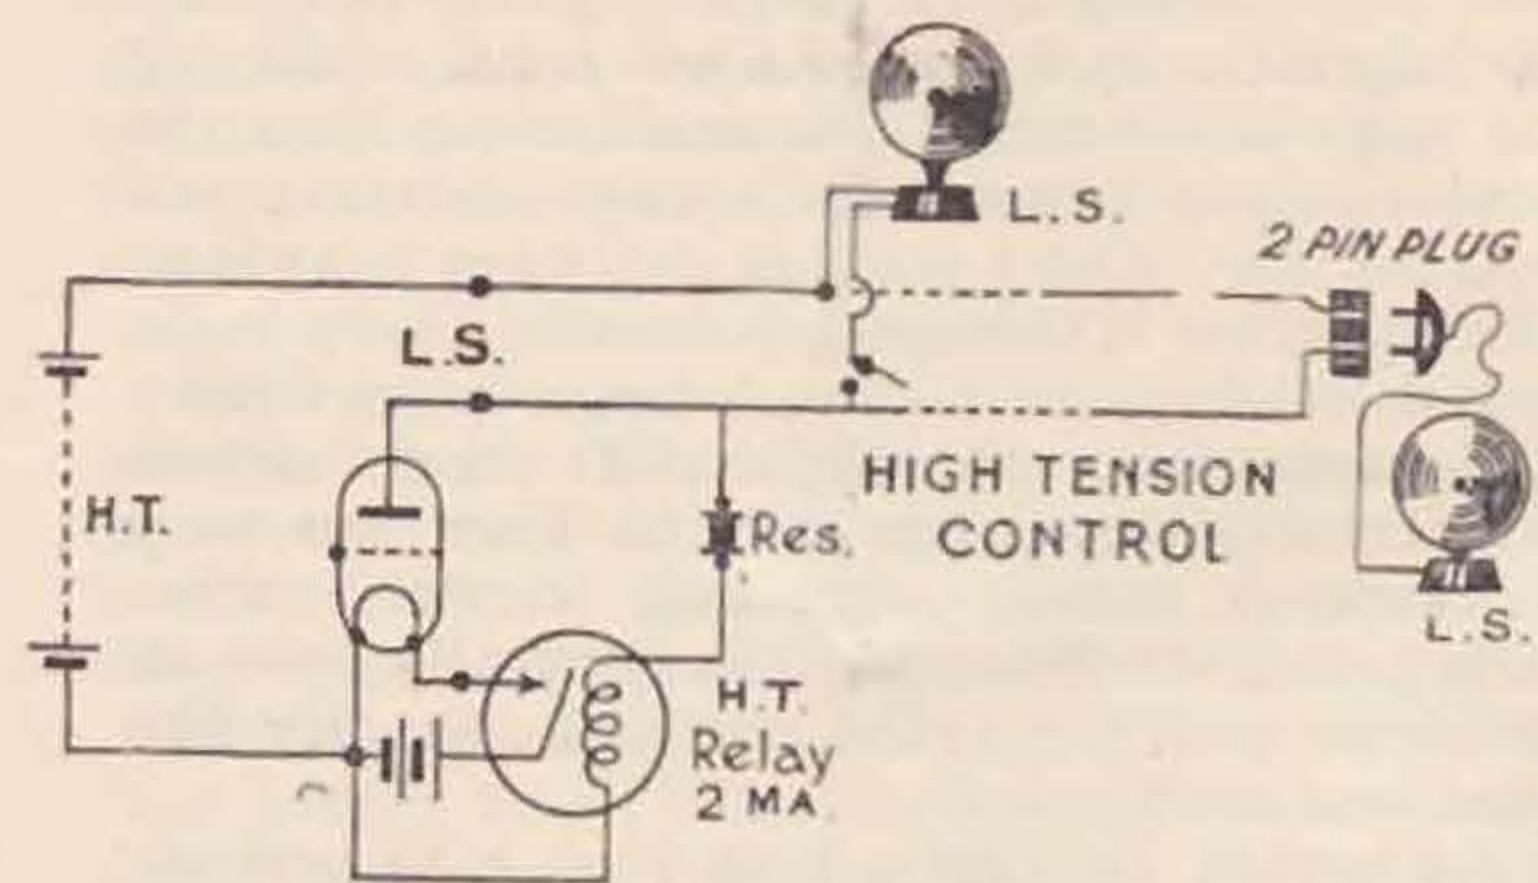 L.S.
2 PIN PLUG
L.S.
H.T.
Res.
HIGH TENSION
CONTROL
L.S.
H.T.
Relay
2 MA